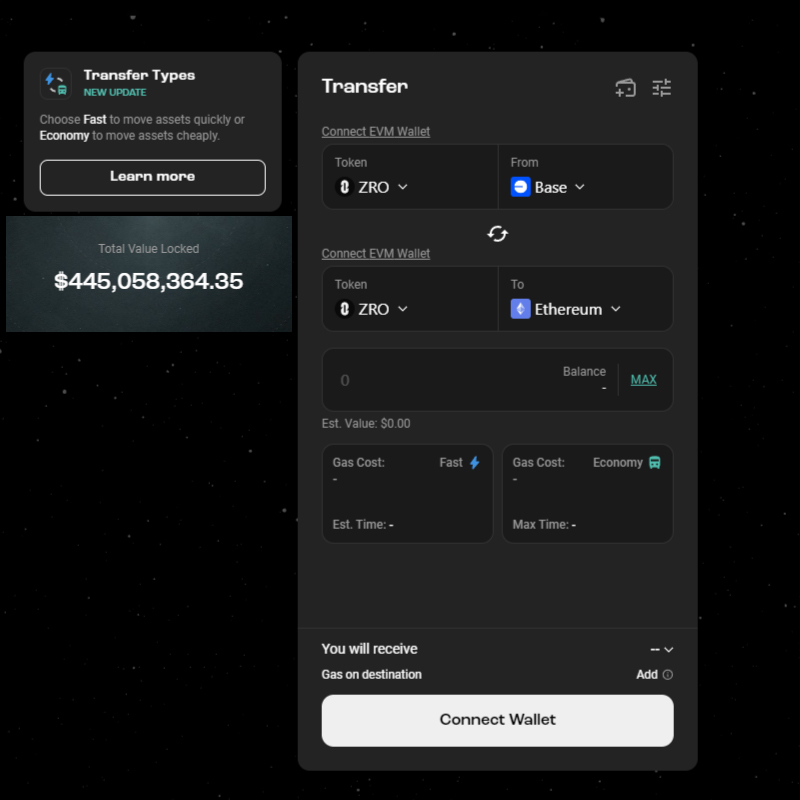 Transfer Types
NEW UPDATE
Choose Fast to move assets quickly or
Economy to move assets cheaply.
Learn more
Total Value Locked
$445,058,364.35
Transfer
Connect EVM Wallet
Token From
ZRO Base
Connect EVM Wallet
Token To
ZRO Ethereum
0 Balance - MAX
Est. Value: $0.00
Gas Cost: Fast
-
Est. Time: -
Gas Cost: Economy
-
Max Time: -
You will receive --
Gas on destination Add
Connect Wallet